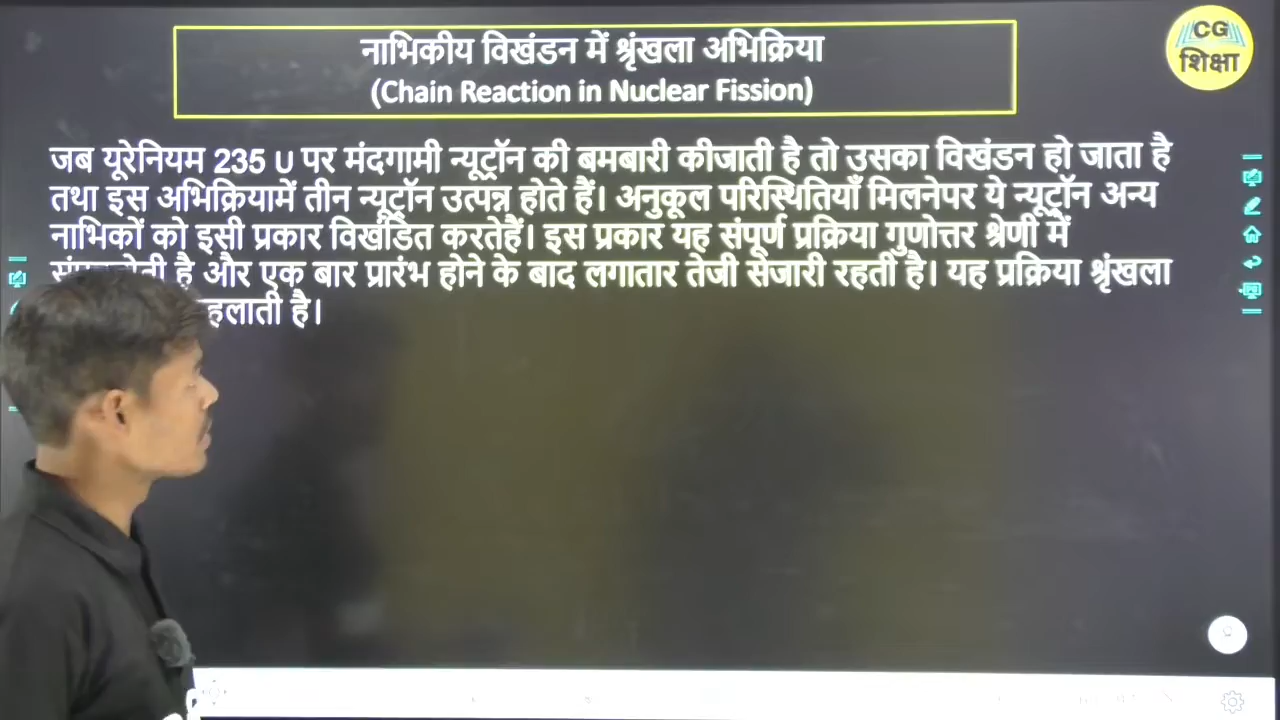 नाभिकीय विखंडन में श्रृंखला अभिक्रिया
(Chain Reaction in Nuclear Fission)
CG
शिक्षा
जब यूरेनियम 235 U पर मंदगामी न्यूट्रॉन की बमबारी कीजाती है तो उसका विखंडन हो जाता है
तथा इस अभिक्रियामें तीन न्यूट्रॉन उत्पन्न होते हैं। अनुकूल परिस्थितियाँ मिलनेपर ये न्यूट्रॉन अन्य
नाभिकों को इसी प्रकार विखंडित करतेहैं। इस प्रकार यह संपूर्ण प्रक्रिया गुणोत्तर श्रेणी में
है और एक बार प्रारंभ होने के बाद लगातार तेजी सेजारी रहती है। यह प्रक्रिया श्रृंखला
हलाती है।